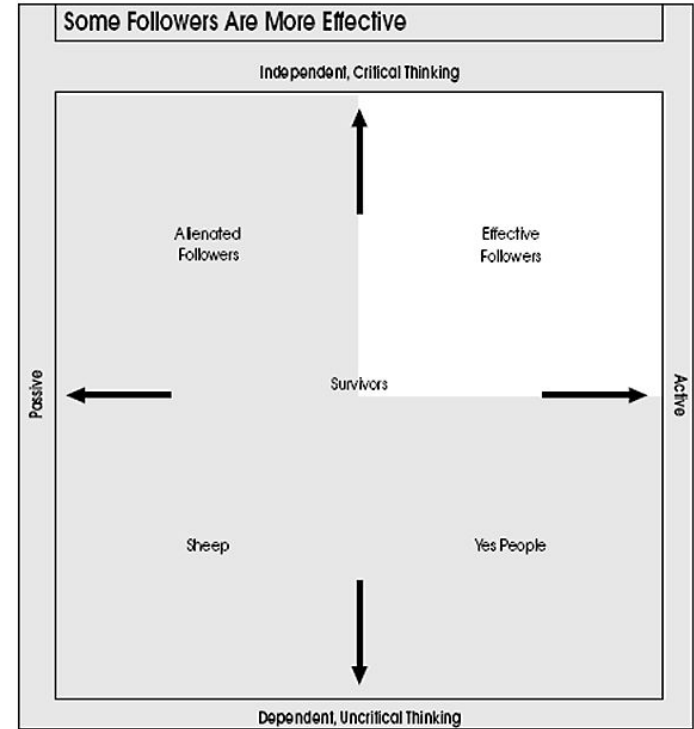 Some Followers Are More Effective
Independent, Critical Thinking
Alienated
Followers
Effective
Followers
Passive
Survivors
Active
Sheep
Yes People
Dependent, Uncritical Thinking